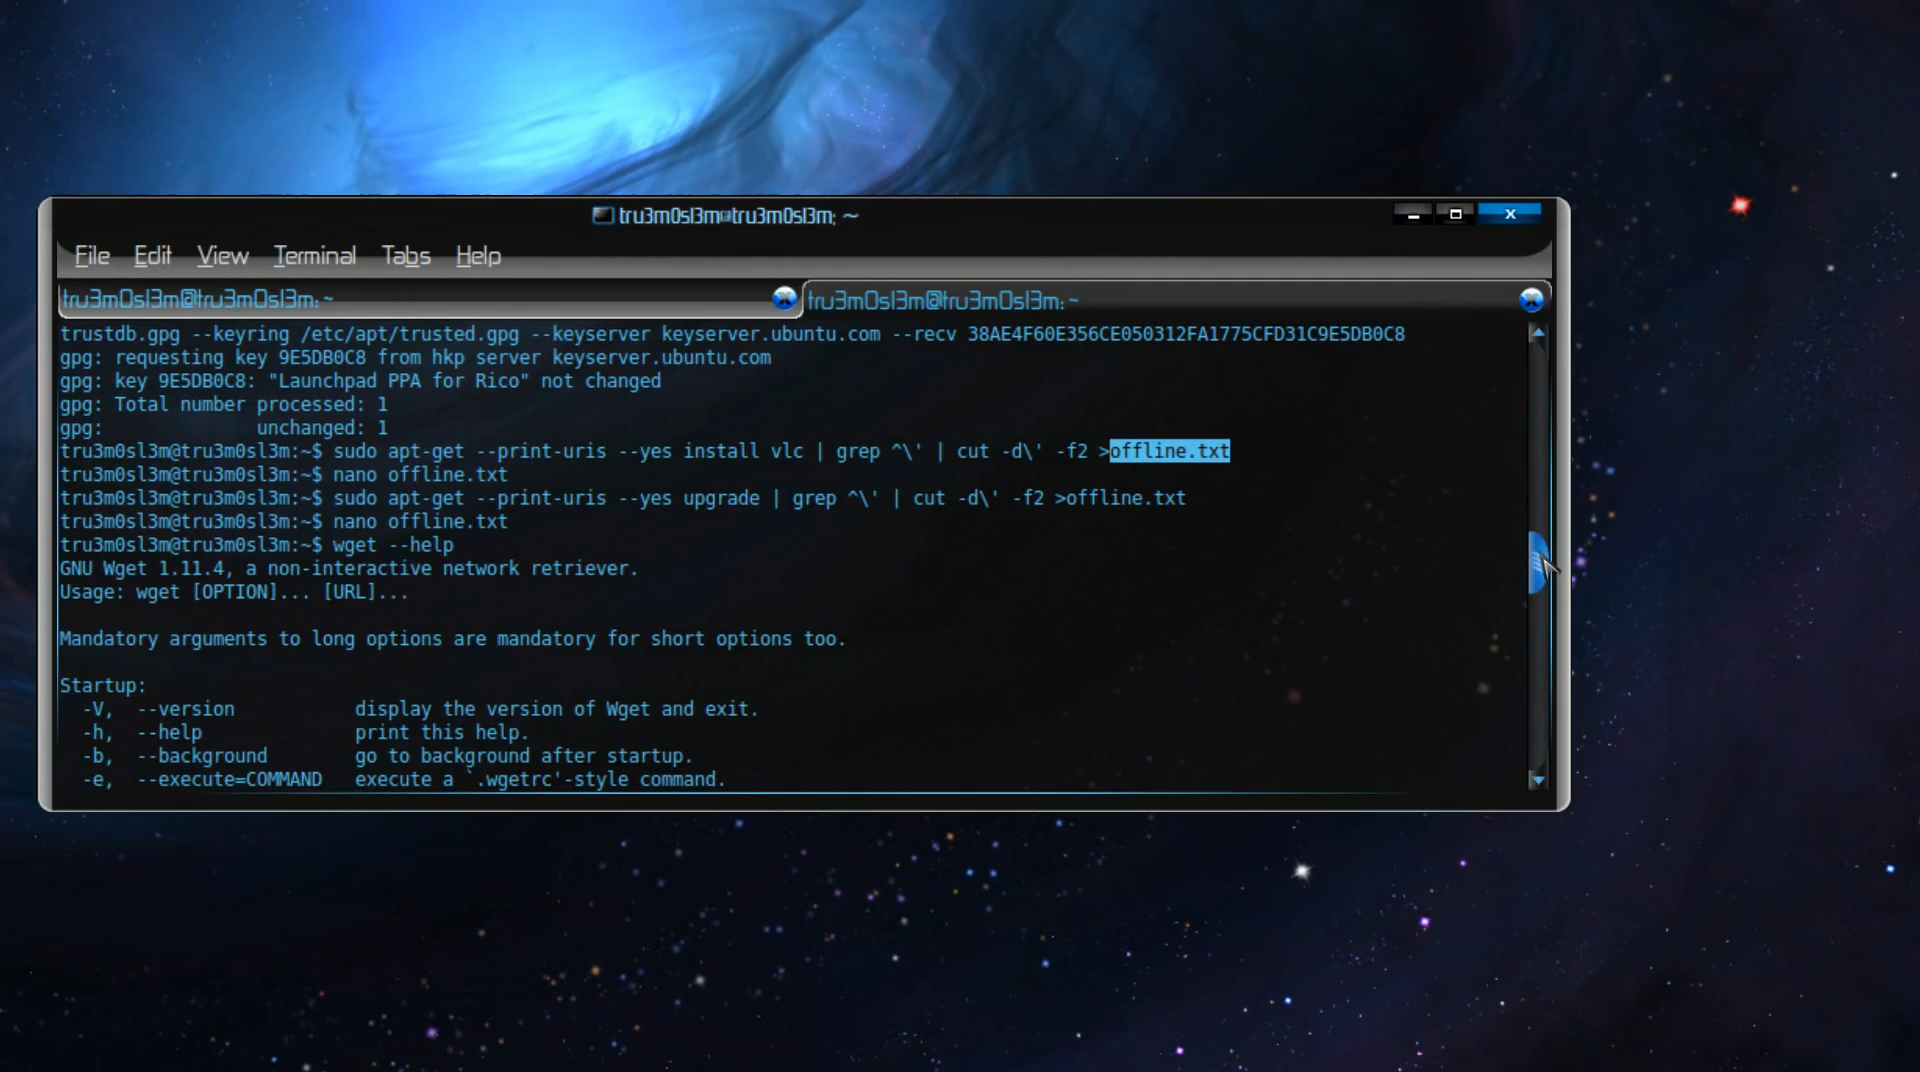 tru3m0sl3m@tru3m0sl3m: ~
X
File Edit View Terminal Tabs Help
tru3m0sl3m@tru3m0sl3m: ~
tru3m0sl3m@tru3m0sl3m: ~
trustdb.gpg --keyring /etc/apt/trusted.gpg --keyserver keyserver.ubuntu.com --recv 38AE4F60E356CE050312FA1775CFD31C9E5DB0C8
gpg: requesting key 9E5DB0C8 from hkp server keyserver.ubuntu.com
gpg: key 9E5DB0C8: "Launchpad PPA for Rico" not changed
gpg: Total number processed: 1
gpg:              unchanged: 1
tru3m0sl3m@tru3m0sl3m:~$ sudo apt-get --print-uris --yes install vlc | grep ^\' | cut -d\' -f2 >offline.txt
tru3m0sl3m@tru3m0sl3m:~$ nano offline.txt
tru3m0sl3m@tru3m0sl3m:~$ sudo apt-get --print-uris --yes upgrade | grep ^\' | cut -d\' -f2 >offline.txt
tru3m0sl3m@tru3m0sl3m:~$ nano offline.txt
tru3m0sl3m@tru3m0sl3m:~$ wget --help
GNU Wget 1.11.4, a non-interactive network retriever.
Usage: wget [OPTION]... [URL]...
Mandatory arguments to long options are mandatory for short options too.
Startup:
  -V,  --version           display the version of Wget and exit.
  -h,  --help              print this help.
  -b,  --background        go to background after startup.
  -e,  --execute=COMMAND   execute a `.wgetrc'-style command.